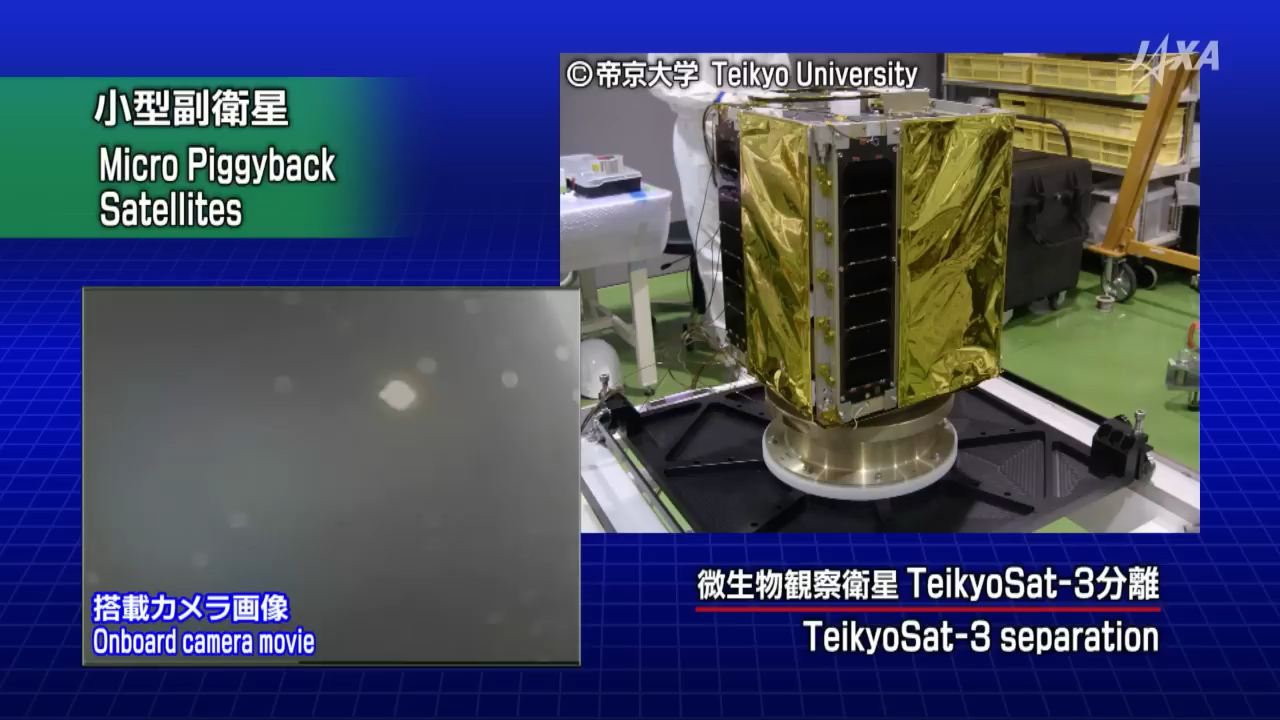 JAXA
©帝京大学 Teikyo University
小型副衛星
Micro Piggyback
Satellites
搭載カメラ画像
Onboard camera movie
微生物観察衛星 TeikyoSat-3分離
TeikyoSat-3 separation